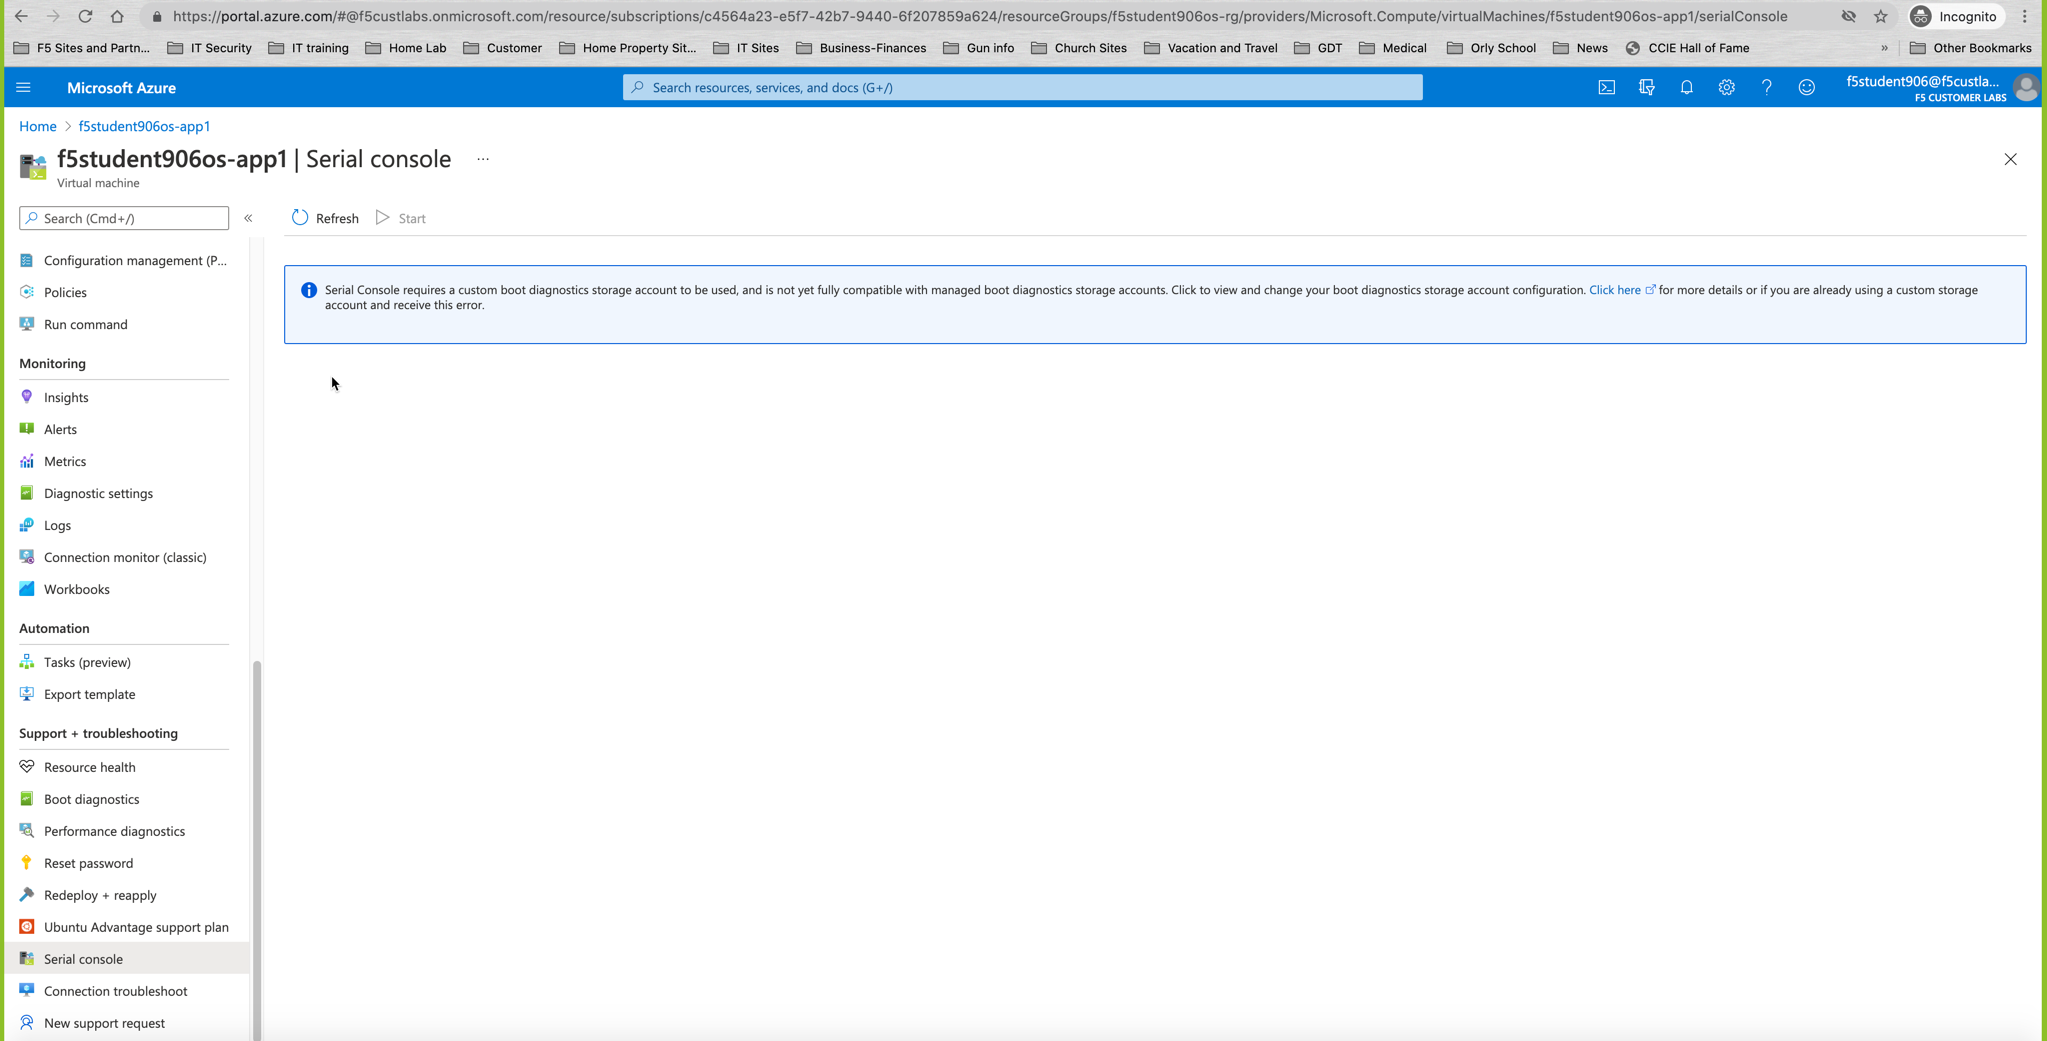 https://portal.azure.com/#@f5custlabs.onmicrosoft.com/resource/subscriptions/c4564a23-e5f7-42b7-9440-6f207859a624/resourceGroups/f5student906os-rg/providers/Microsoft.Compute/virtualMachines/f5student906os-app1/serialConsole
Incognito
F5 Sites and Partn...
IT Security
IT training
Home Lab
Customer
Home Property Sit...
IT Sites
Business-Finances
Gun info
Church Sites
Vacation and Travel
GDT
Medical
Orly School
News
CCIE Hall of Fame
»
Other Bookmarks
Microsoft Azure
Search resources, services, and docs (G+/)
f5student906@f5custla...
F5 CUSTOMER LABS
Home > f5student906os-app1
f5student906os-app1 | Serial console ...
Virtual machine
Search (Cmd+/)
«
Refresh
Start
Configuration management (P...
Policies
Run command
Monitoring
Insights
Alerts
Metrics
Diagnostic settings
Logs
Connection monitor (classic)
Workbooks
Automation
Tasks (preview)
Export template
Support + troubleshooting
Resource health
Boot diagnostics
Performance diagnostics
Reset password
Redeploy + reapply
Ubuntu Advantage support plan
Serial console
Connection troubleshoot
New support request
Serial Console requires a custom boot diagnostics storage account to be used, and is not yet fully compatible with managed boot diagnostics storage accounts. Click to view and change your boot diagnostics storage account configuration. Click here for more details or if you are already using a custom storage
account and receive this error.